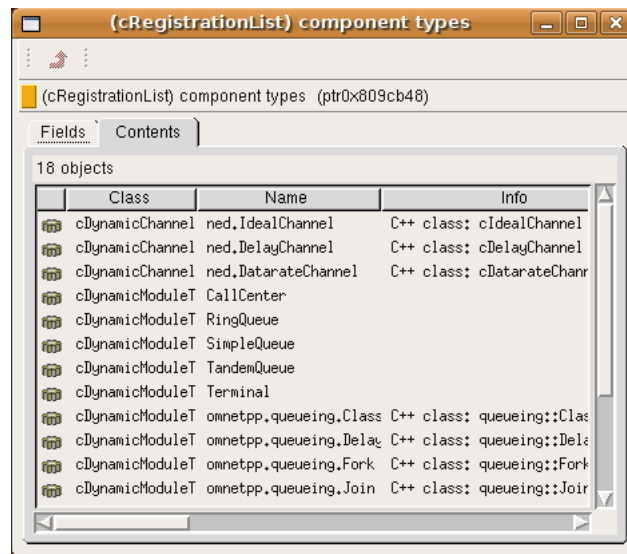 (cRegistrationList) component types
(cRegistrationList) component types (ptr0x809cb48)
Fields Contents
18 objects
Class Name Info
cDynamicChannel ned.IdealChannel C++ class: cIdealChannel
cDynamicChannel ned.DelayChannel C++ class: cDelayChannel
cDynamicChannel ned.DatarateChannel C++ class: cDatarateChanr
cDynamicModuleT CallCenter
cDynamicModuleT RingQueue
cDynamicModuleT SimpleQueue
cDynamicModuleT TandemQueue
cDynamicModuleT Terminal
cDynamicModuleT omnetpp.queueing.Class C++ class: queueing::Clas
cDynamicModuleT omnetpp.queueing.Delay C++ class: queueing::Dela
cDynamicModuleT omnetpp.queueing.Fork C++ class: queueing::Fork
cDynamicModuleT omnetpp.queueing.Join C++ class: queueing::Join